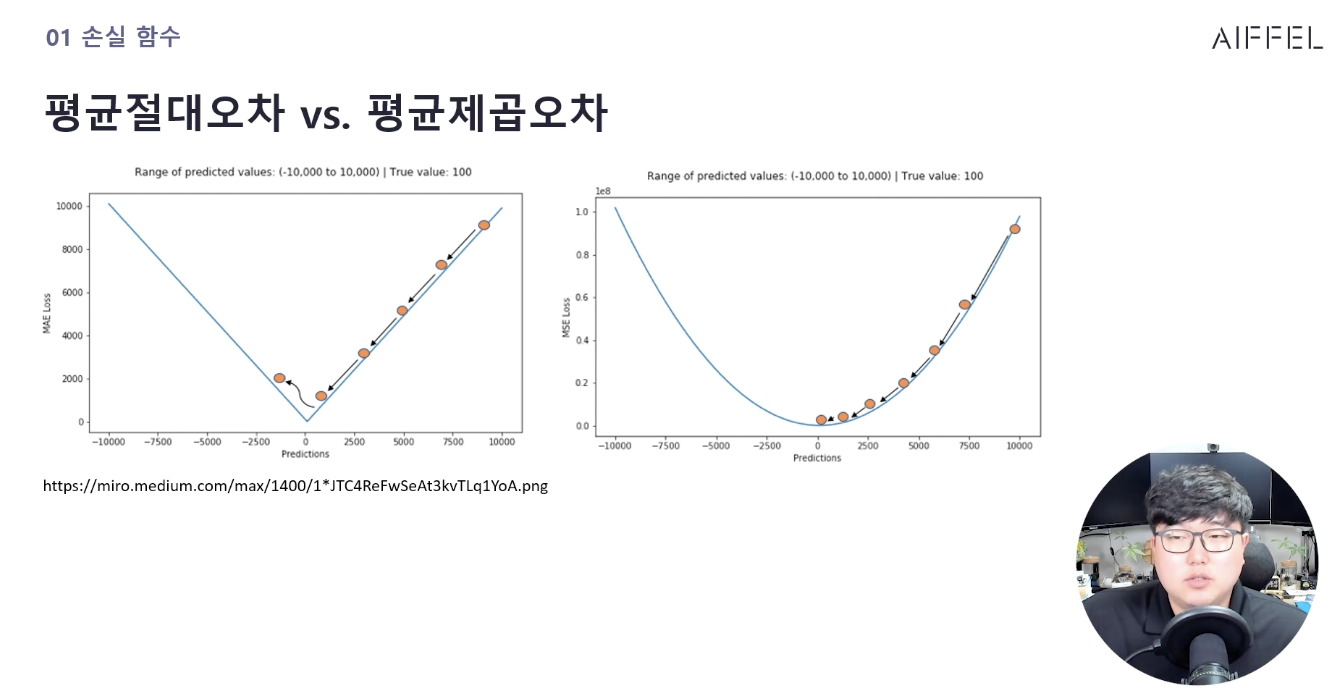 01 손실 함수
AIFFEL
평균절대오차 vs. 평균제곱오차
Range of predicted values: (-10,000 to 10,000) | True value: 100
10000
8000
6000
4000
2000
0
MAE Loss
−10000 −7500 −5000 −2500 0 2500 5000 7500 10000
Predictions
Range of predicted values: (-10,000 to 10,000) | True value: 100
1e8
1.0
0.8
0.6
0.4
0.2
0.0
MSE Loss
−10000 −7500 −5000 −2500 0 2500 5000 7500 10000
Predictions
https://miro.medium.com/max/1400/1*JTC4ReFwSeAt3kvTLq1YoA.png